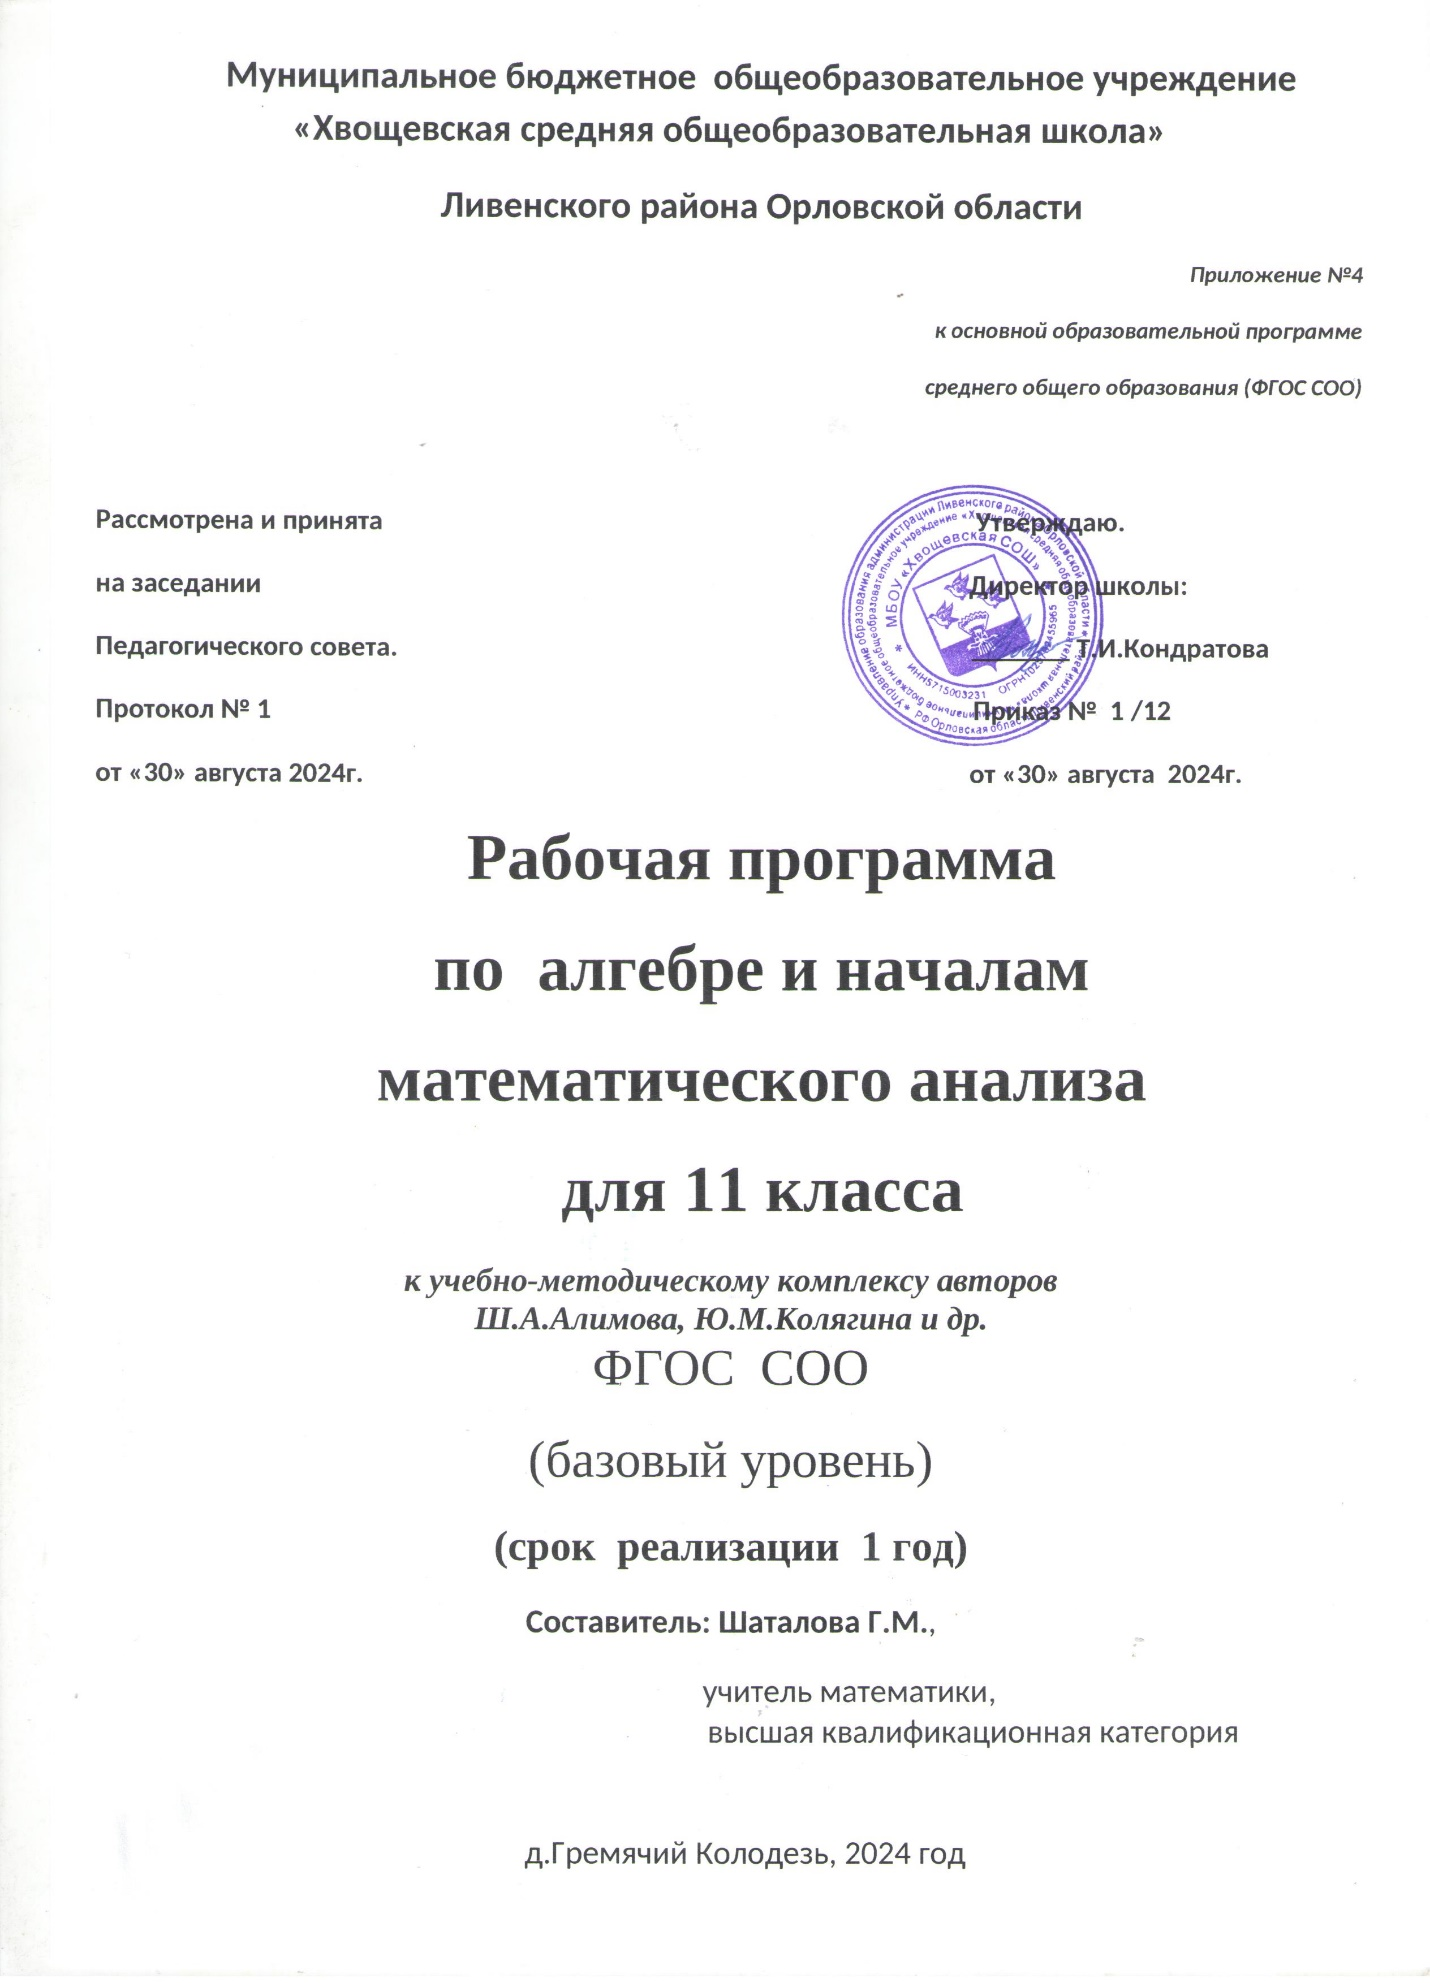 Муниципальное бюджетное общеобразовательное учреждение
«Хвощевская средняя общеобразовательная школа»
Ливенского района Орловской области
Приложение №4
к основной образовательной программе
среднего общего образования (ФГОС СОО)
Рассмотрена и принята
на заседании
Педагогического совета.
Протокол № 1
от «30» августа 2024г.
Утверждаю.
Директор школы:
Т.И.Кондратова
Приказ № 1 /12
от «30» августа 2024г.
МБОУ «Хвощевская СОШ»
ИНН5715003231
Рабочая программа
по алгебре и началам
математического анализа
для 11 класса
к учебно-методическому комплексу авторов
Ш.А.Алимова, Ю.М.Колягина и др.
ФГОС СОО
(базовый уровень)
(срок реализации 1 год)
Составитель: Шаталова Г.М.,
учитель математики,
высшая квалификационная категория
д.Гремячий Колодезь, 2024 год